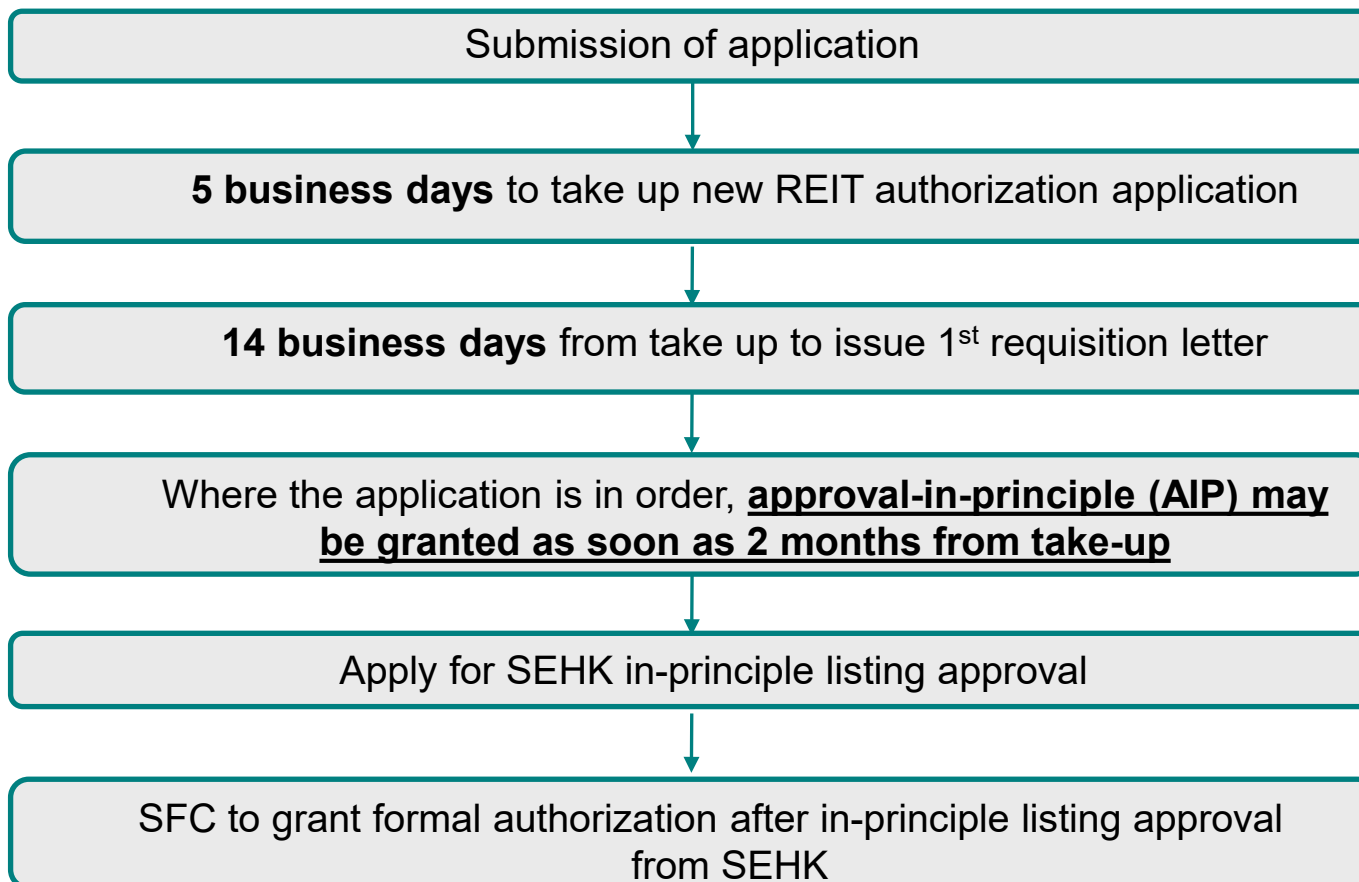 Submission of application
5 business days to take up new REIT authorization application
14 business days from take up to issue 1st requisition letter
Where the application is in order, approval-in-principle (AIP) may
be granted as soon as 2 months from take-up
Apply for SEHK in-principle listing approval
SFC to grant formal authorization after in-principle listing approval
from SEHK